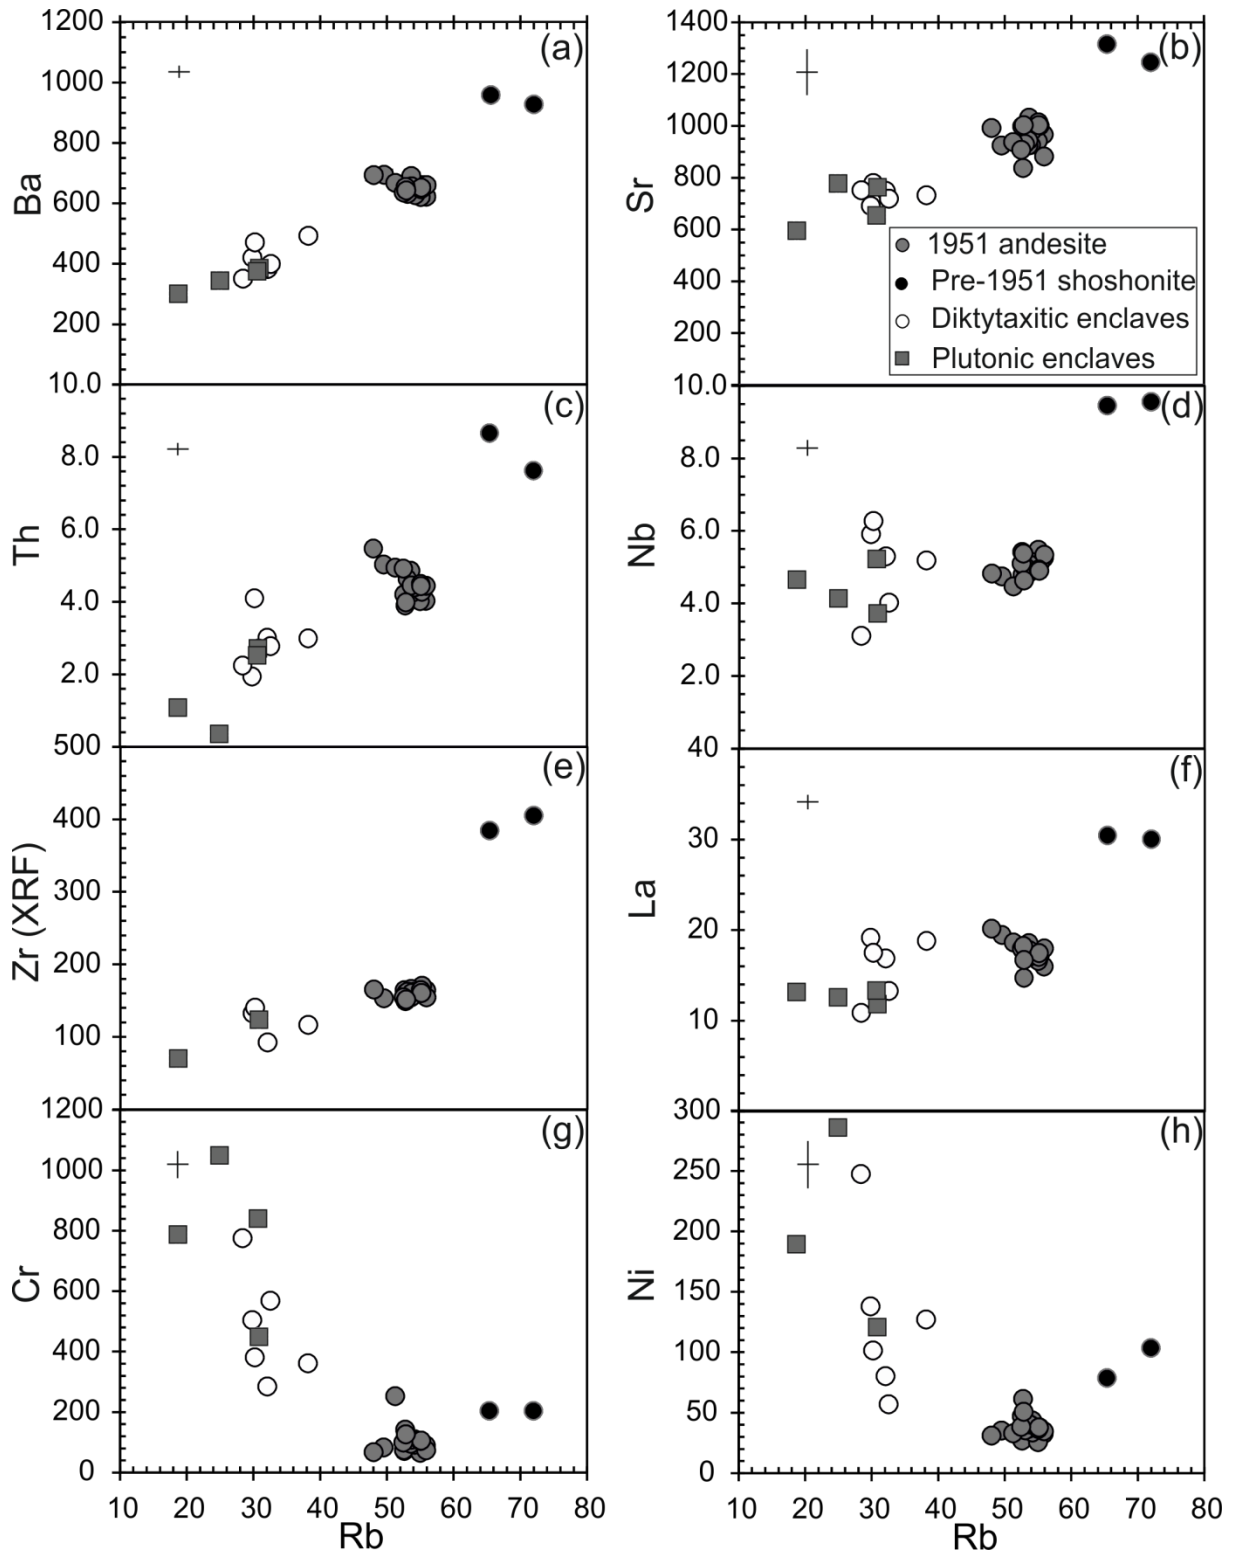 (a)
1200
1000
800
600
400
200
10.0
Ba
(b)
1400
1200
1000
800
600
400
200
10.0
Sr
1951 andesite
Pre-1951 shoshonite
Diktytaxitic enclaves
Plutonic enclaves
(c)
8.0
6.0
4.0
2.0
500
Th
(d)
8.0
6.0
4.0
2.0
40
Nb
(e)
400
300
200
100
1200
Zr (XRF)
(f)
30
20
10
300
La
(g)
1000
800
600
400
200
0
Cr
10 20 30 40 50 60 70 80
Rb
(h)
250
200
150
100
50
0
Ni
10 20 30 40 50 60 70 80
Rb